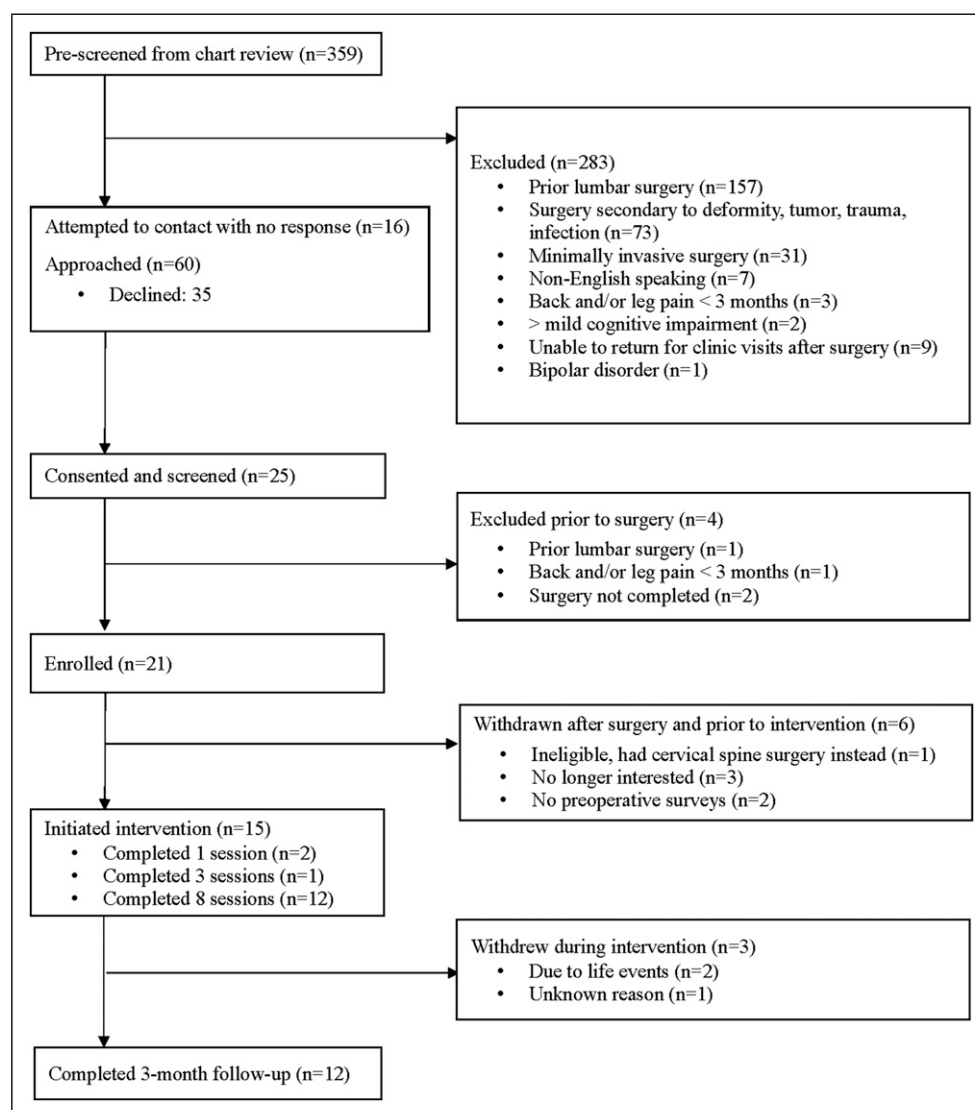 Pre-screened from chart review (n=359)
Excluded (n=283)
• Prior lumbar surgery (n=157)
• Surgery secondary to deformity, tumor, trauma,
infection (n=73)
• Minimally invasive surgery (n=31)
• Non-English speaking (n=7)
• Back and/or leg pain < 3 months (n=3)
• > mild cognitive impairment (n=2)
• Unable to return for clinic visits after surgery (n=9)
• Bipolar disorder (n=1)
Attempted to contact with no response (n=16)
Approached (n=60)
• Declined: 35
Consented and screened (n=25)
Excluded prior to surgery (n=4)
• Prior lumbar surgery (n=1)
• Back and/or leg pain < 3 months (n=1)
• Surgery not completed (n=2)
Enrolled (n=21)
Withdrawn after surgery and prior to intervention (n=6)
• Ineligible, had cervical spine surgery instead (n=1)
• No longer interested (n=3)
• No preoperative surveys (n=2)
Initiated intervention (n=15)
• Completed 1 session (n=2)
• Completed 3 sessions (n=1)
• Completed 8 sessions (n=12)
Withdrew during intervention (n=3)
• Due to life events (n=2)
• Unknown reason (n=1)
Completed 3-month follow-up (n=12)